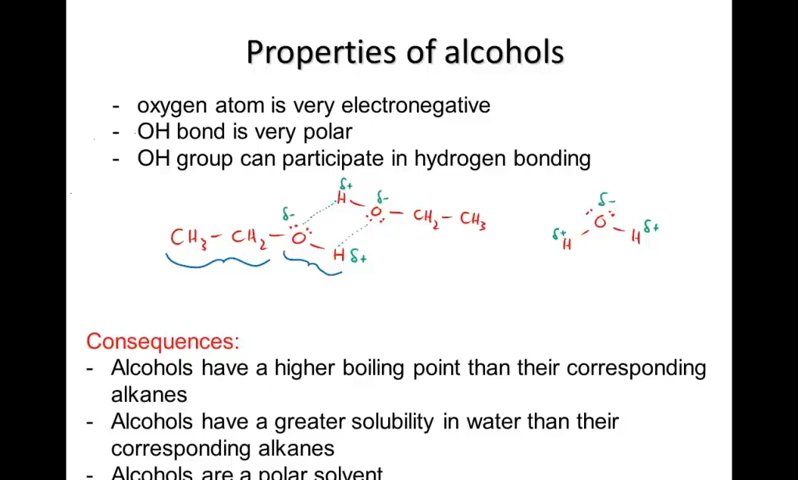 Properties of alcohols
- oxygen atom is very electronegative
- OH bond is very polar
- OH group can participate in hydrogen bonding
δ+
H δ- 
δ- O - CH₂ - CH₃
CH₃ - CH₂ - O
H δ+
δ-
O
δ+ H H δ+
Consequences:
- Alcohols have a higher boiling point than their corresponding
alkanes
- Alcohols have a greater solubility in water than their
corresponding alkanes
- Alcohols are a polar solvent